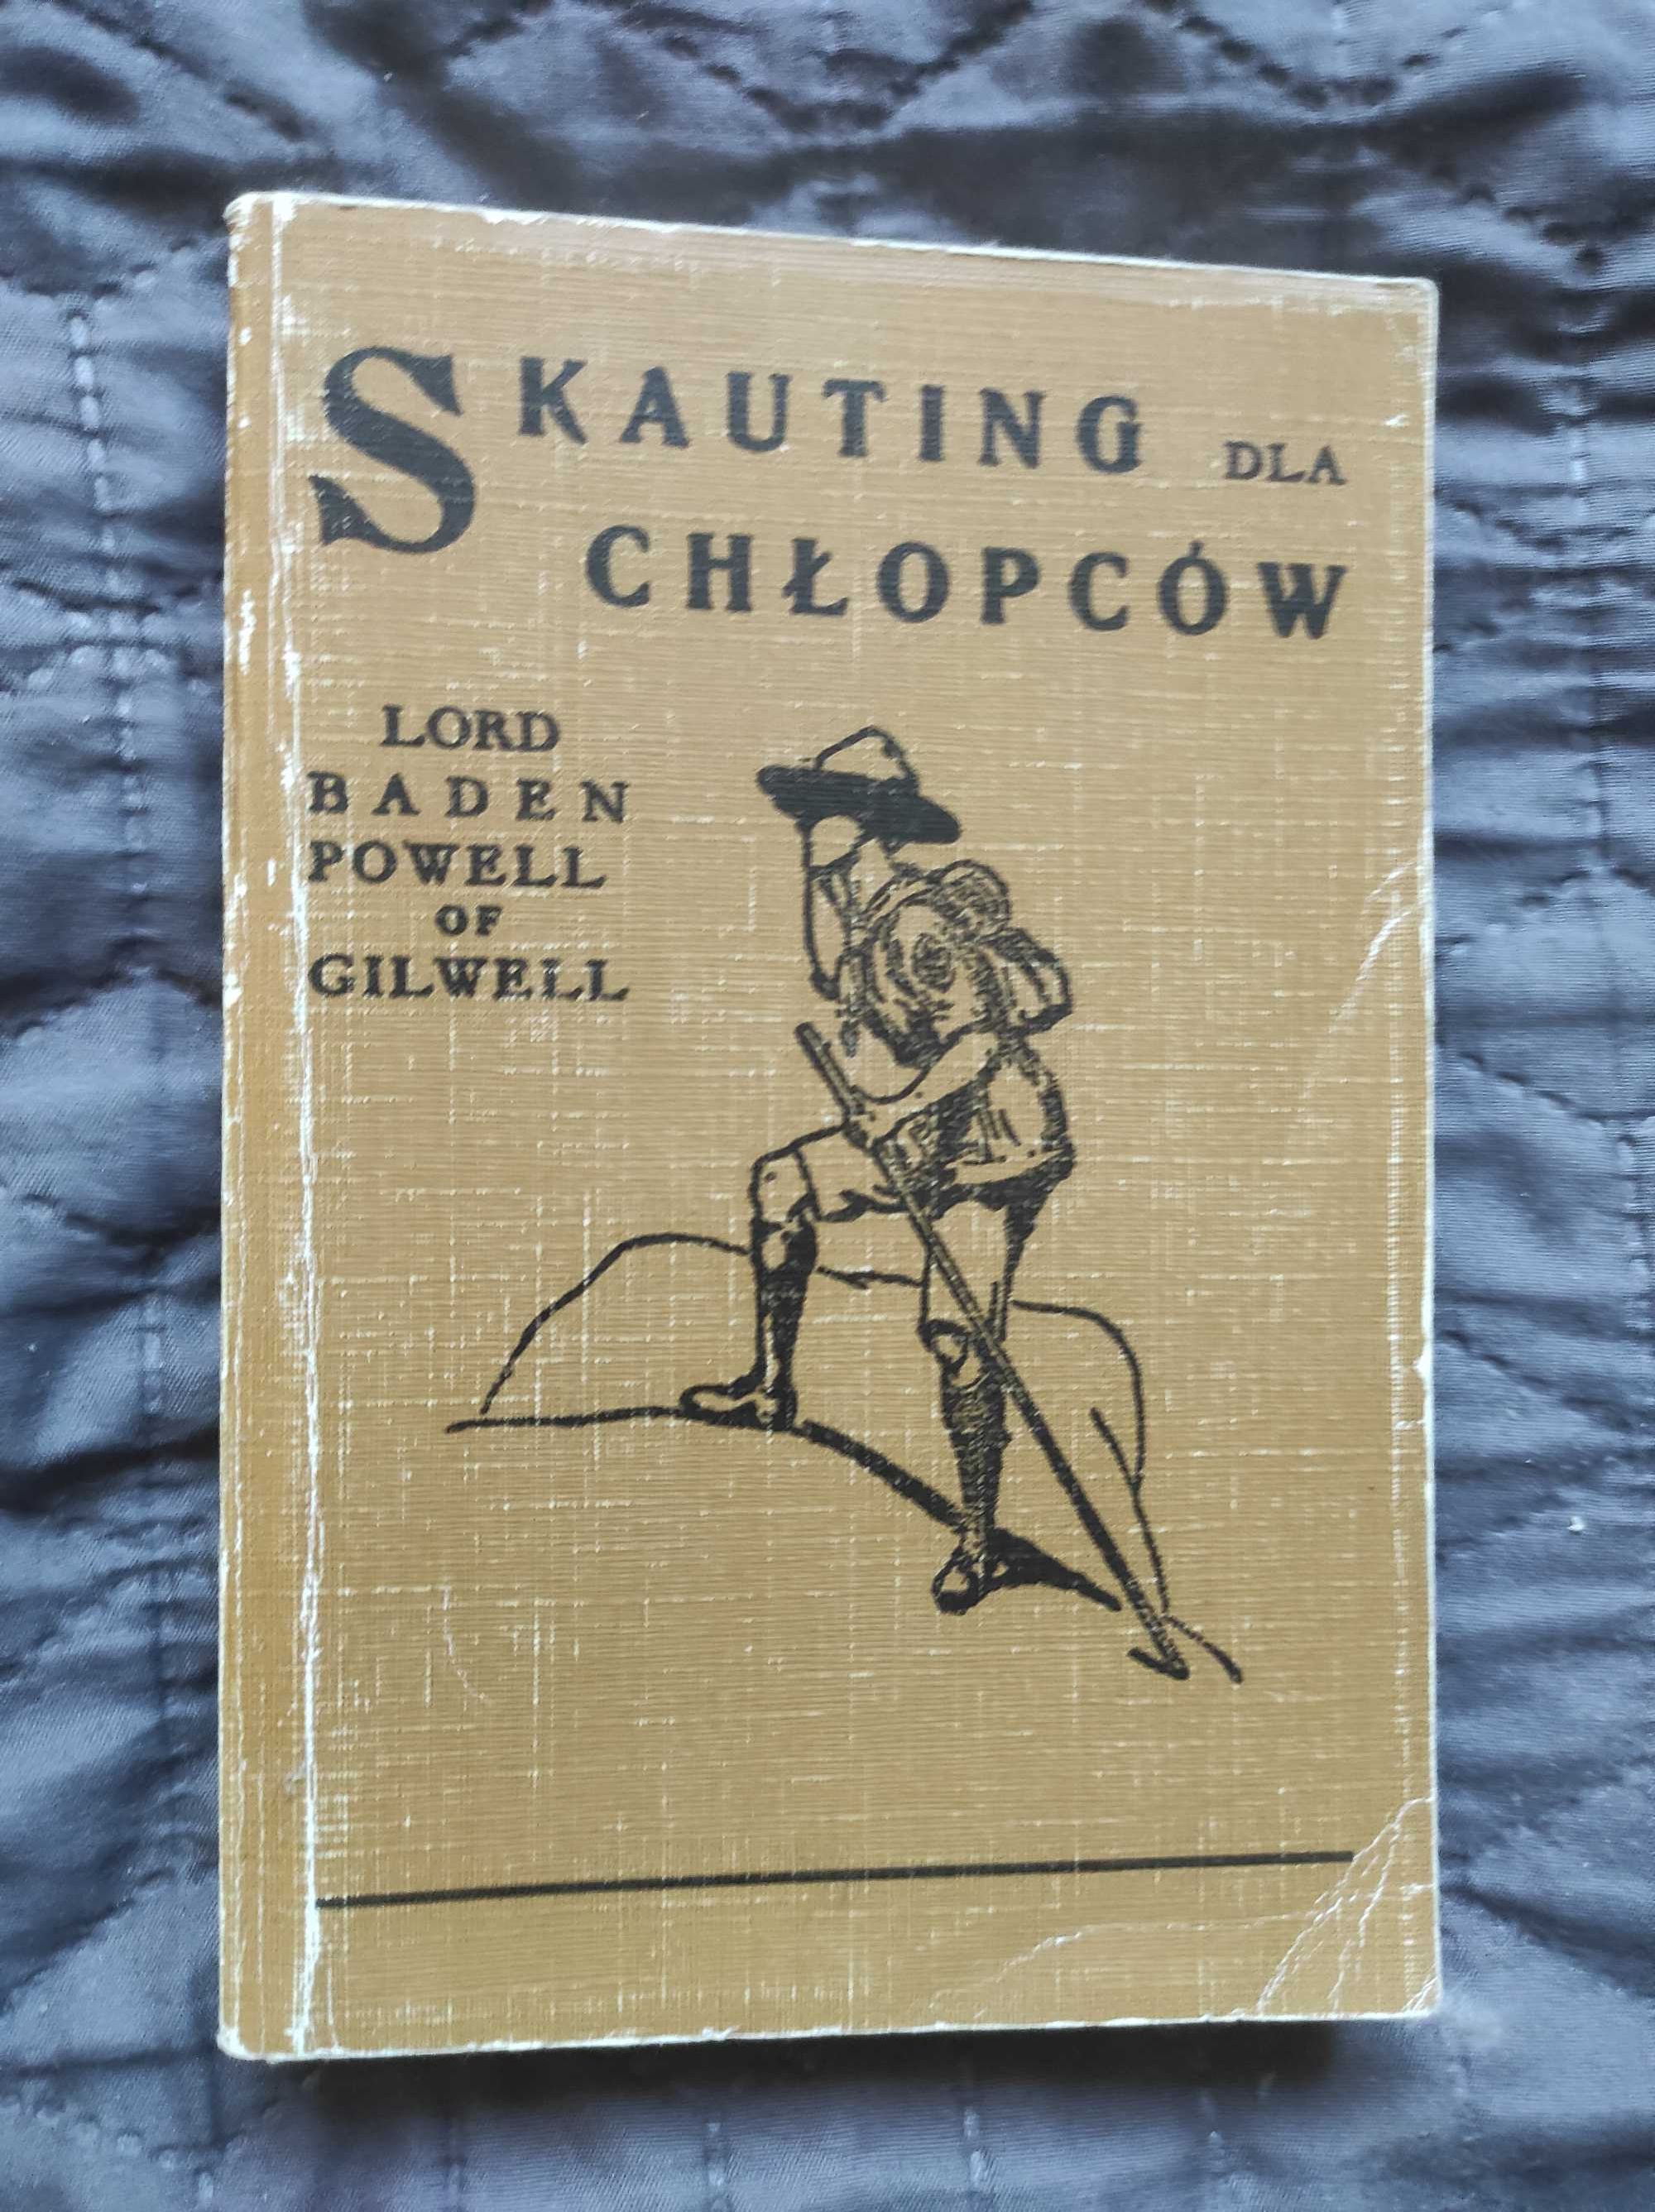 SKAUTING DLA
CHŁOPCÓW
LORD
BADEN
POWELL
OF
GILWELL